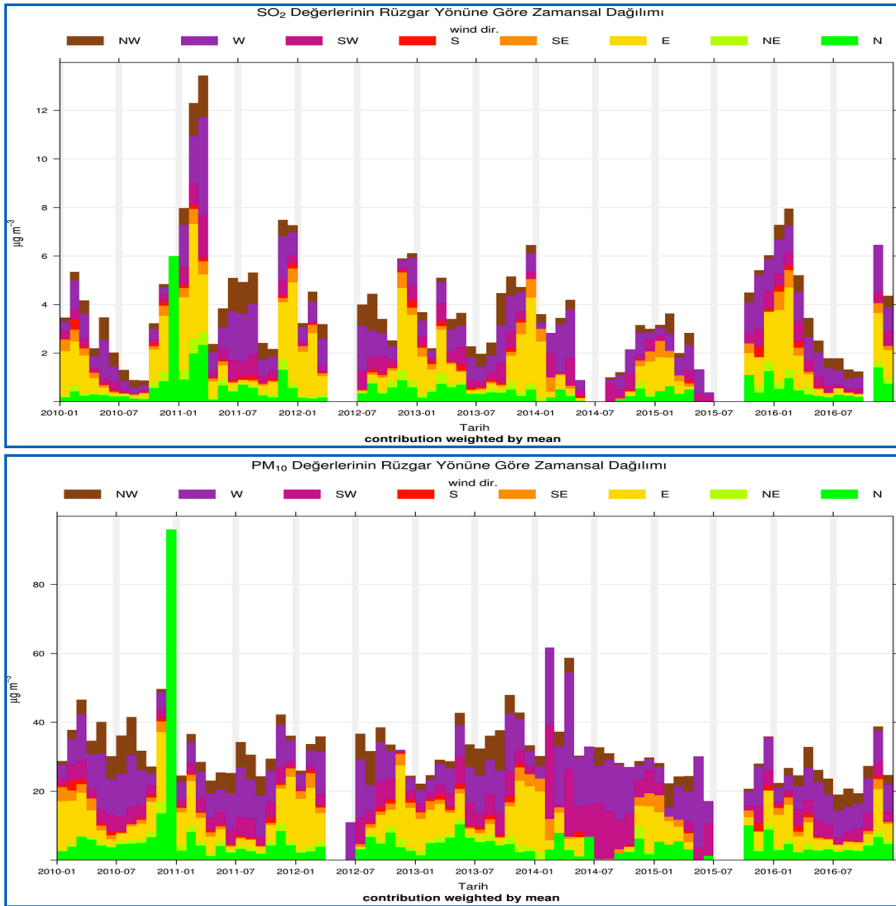 SO₂ Değerlerinin Rüzgar Yönüne Göre Zamansal Dağılımı
wind dir.
NW W SW S SE E NE N
12
10
8
6
4
2
µg m⁻³
2010-01 2010-07 2011-01 2011-07 2012-01 2012-07 2013-01 2013-07 2014-01 2014-07 2015-01 2015-07 2016-01 2016-07
Tarih
contribution weighted by mean
PM₁₀ Değerlerinin Rüzgar Yönüne Göre Zamansal Dağılımı
wind dir.
NW W SW S SE E NE N
80
60
40
20
µg m⁻³
2010-01 2010-07 2011-01 2011-07 2012-01 2012-07 2013-01 2013-07 2014-01 2014-07 2015-01 2015-07 2016-01 2016-07
Tarih
contribution weighted by mean